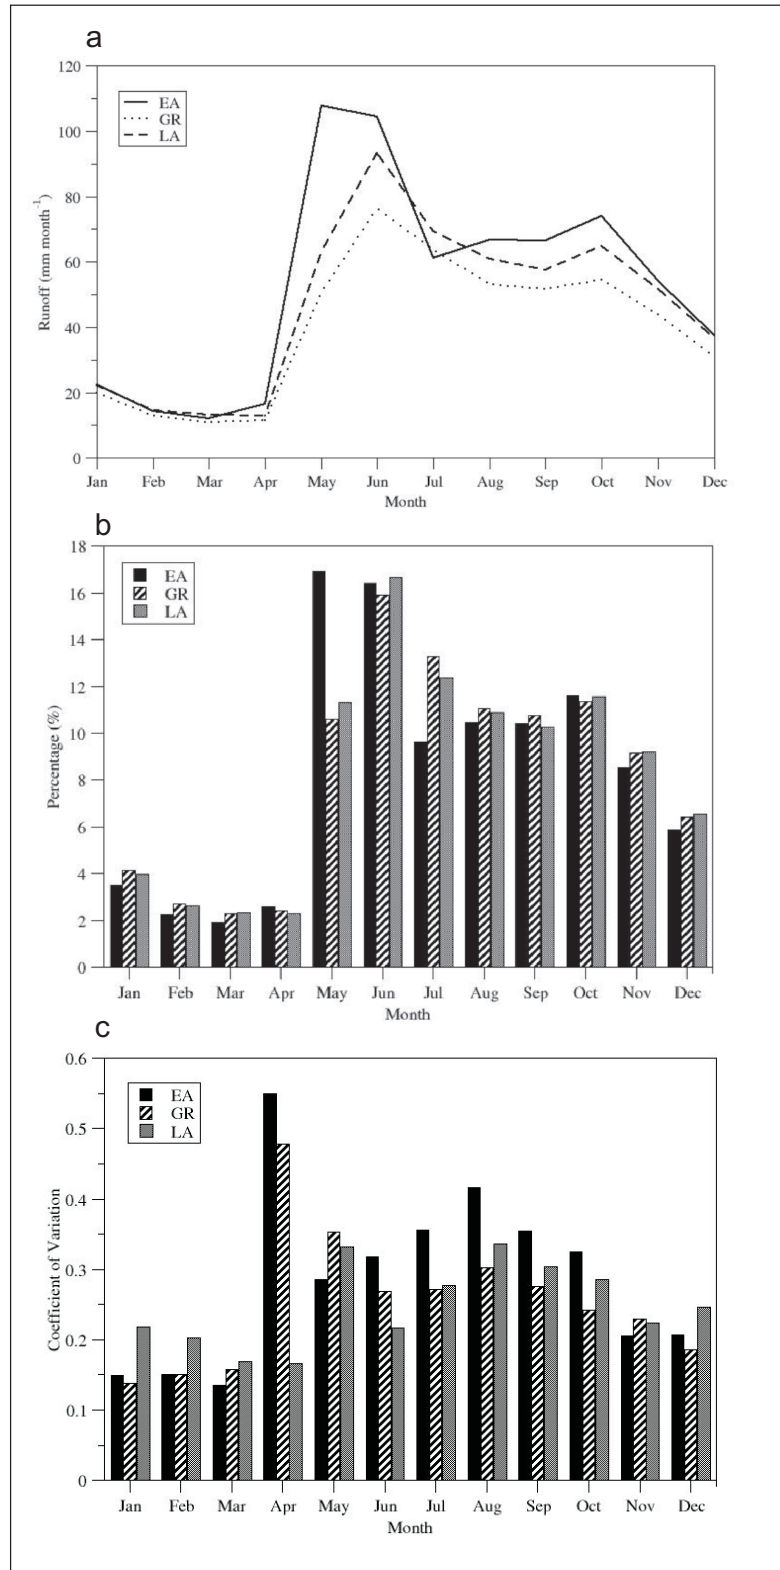 a
120
100
80
60
40
20
0
Runoff (mm month⁻¹)
EA
GR
LA
Jan Feb Mar Apr May Jun Jul Aug Sep Oct Nov Dec
Month
b
18
16
14
12
10
8
6
4
2
0
Percentage (%)
EA
GR
LA
Jan Feb Mar Apr May Jun Jul Aug Sep Oct Nov Dec
Month
c
0.6
0.5
0.4
0.3
0.2
0.1
0
Coefficient of Variation
EA
GR
LA
Jan Feb Mar Apr May Jun Jul Aug Sep Oct Nov Dec
Month